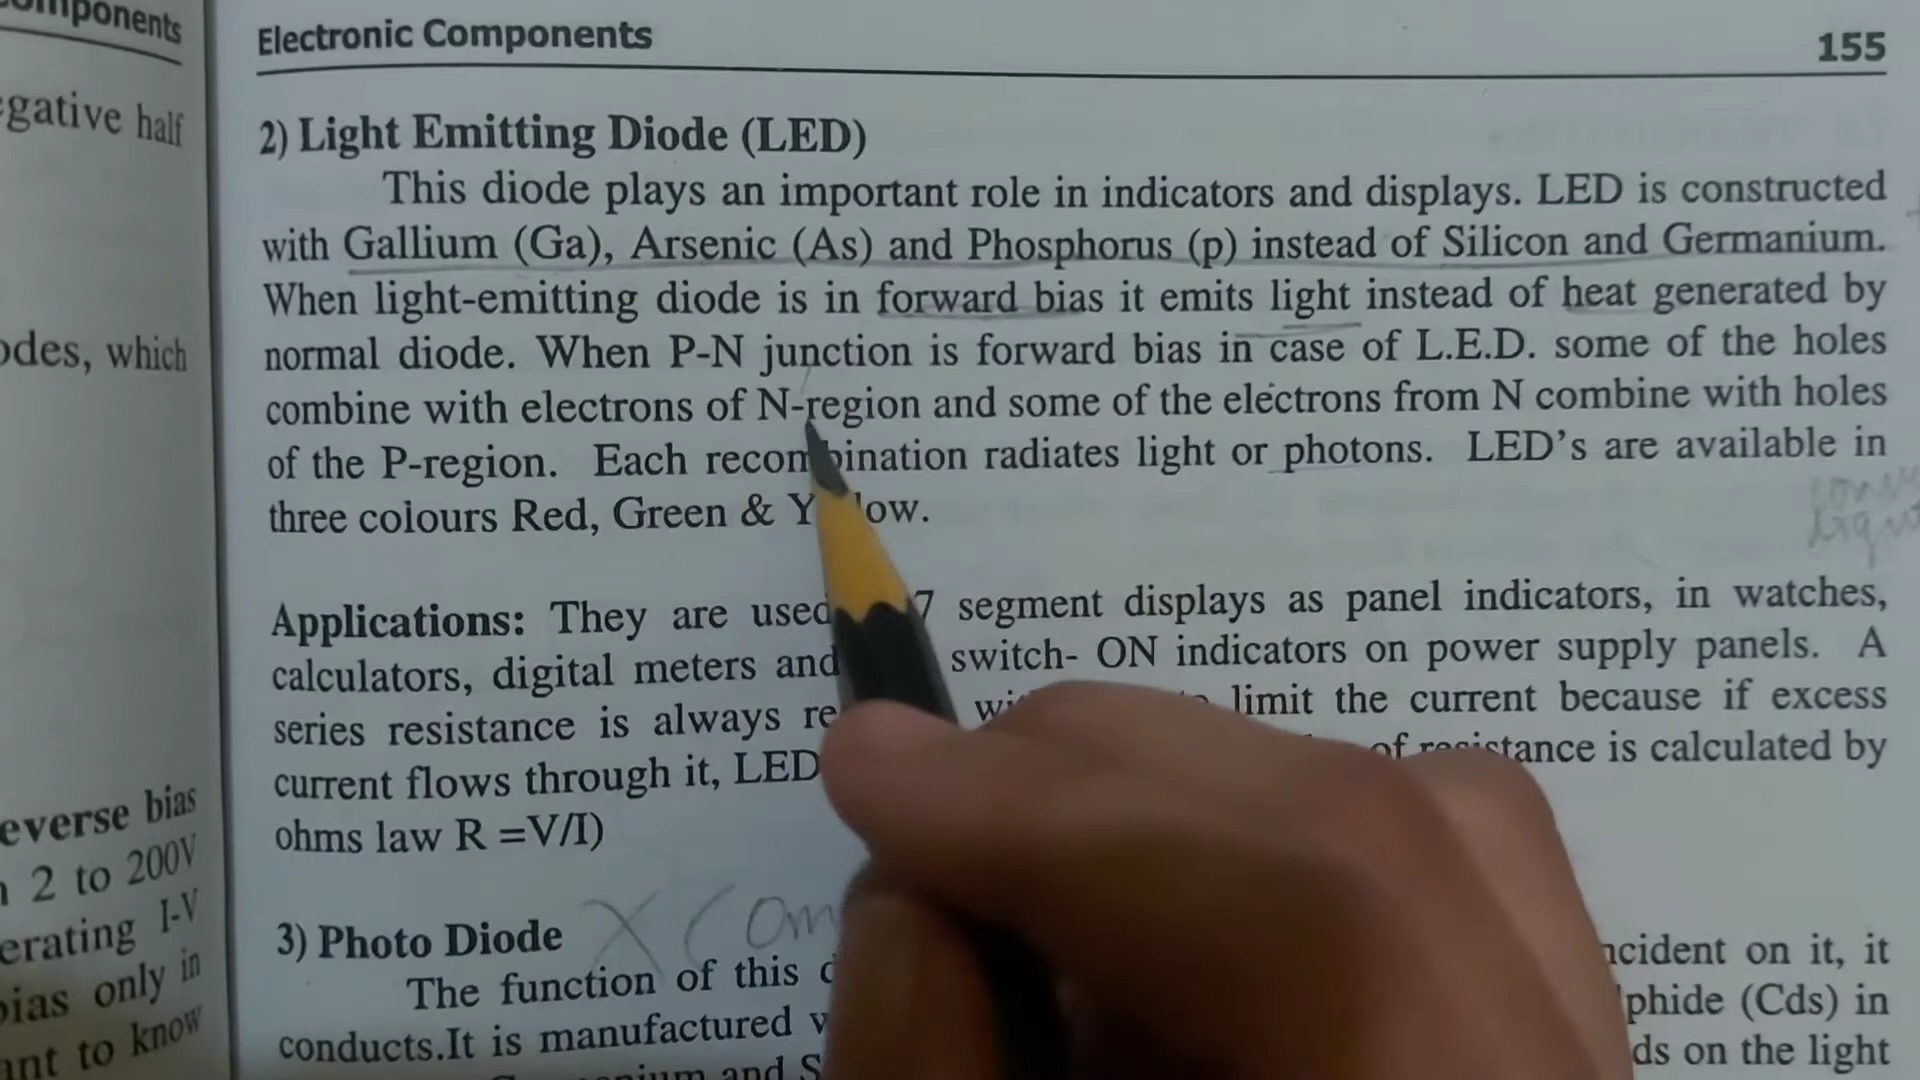 omponents
gative half
odes, which
everse bias
2 to 200V
erating I-V
bias only in
ant to know
Electronic Components 155
2) Light Emitting Diode (LED)
This diode plays an important role in indicators and displays. LED is constructed
with Gallium (Ga), Arsenic (As) and Phosphorus (p) instead of Silicon and Germanium.
When light-emitting diode is in forward bias it emits light instead of heat generated by
normal diode. When P-N junction is forward bias in case of L.E.D. some of the holes
combine with electrons of N-region and some of the electrons from N combine with holes
of the P-region. Each recombination radiates light or photons. LED's are available in
three colours Red, Green & Y low.
Applications: They are used 7 segment displays as panel indicators, in watches,
calculators, digital meters and switch- ON indicators on power supply panels. A
series resistance is always re wi limit the current because if excess
current flows through it, LED of resistance is calculated by
ohms law R =V/I)
3) Photo Diode X (Om
The function of this d ncident on it, it
conducts.It is manufactured w lphide (Cds) in
and S ds on the light